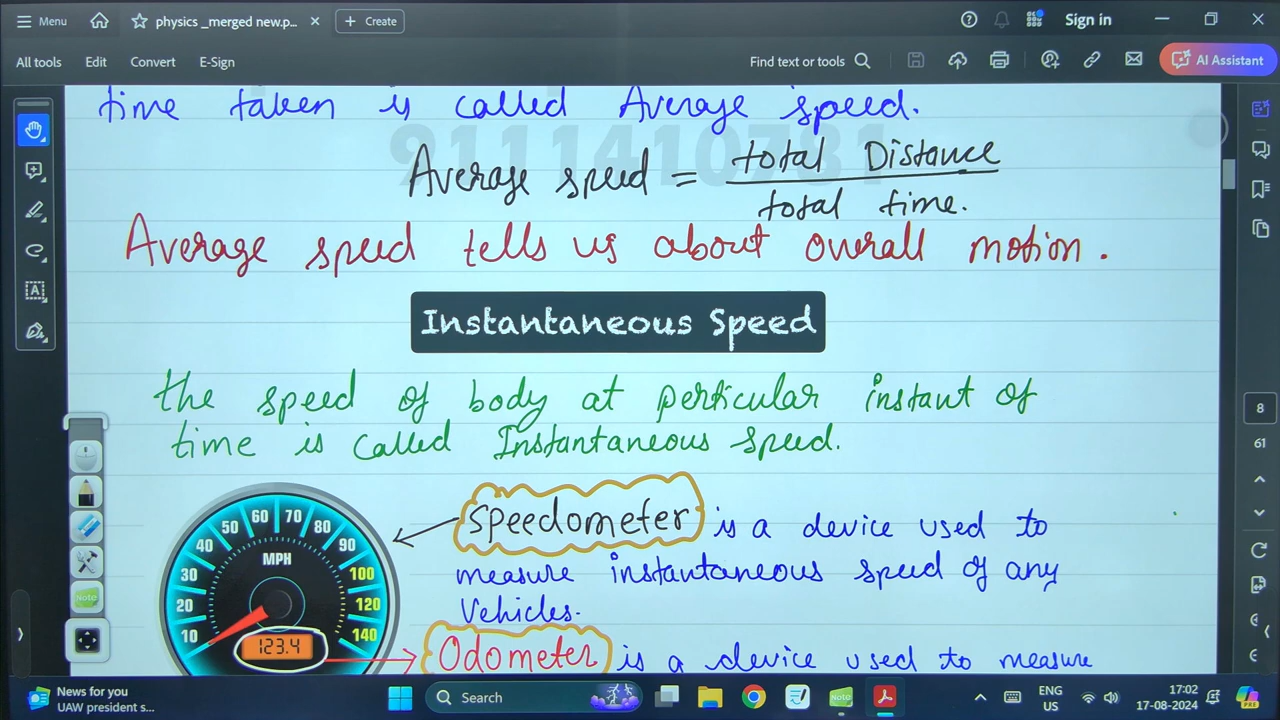 Menu
physics _merged new.p...
Create
Sign in
All tools
Edit
Convert
E-Sign
Find text or tools
AI Assistant
time taken is called Average speed.
9111410781
Average speed = total Distance
total time.
Average speed tells us about overall motion.
Instantaneous Speed
the speed of body at perticular instant of
time is called Instantaneous speed.
Speedometer is a device used to
measure instantaneous speed of any
Vehicles.
Odometer is a device used to measure
10 20 30 40 50 60 70 80 90 100 120 140
MPH
123.4
Note
8
61
News for you
UAW president s...
Search
Note
PRE
ENG
US
17:02
17-08-2024